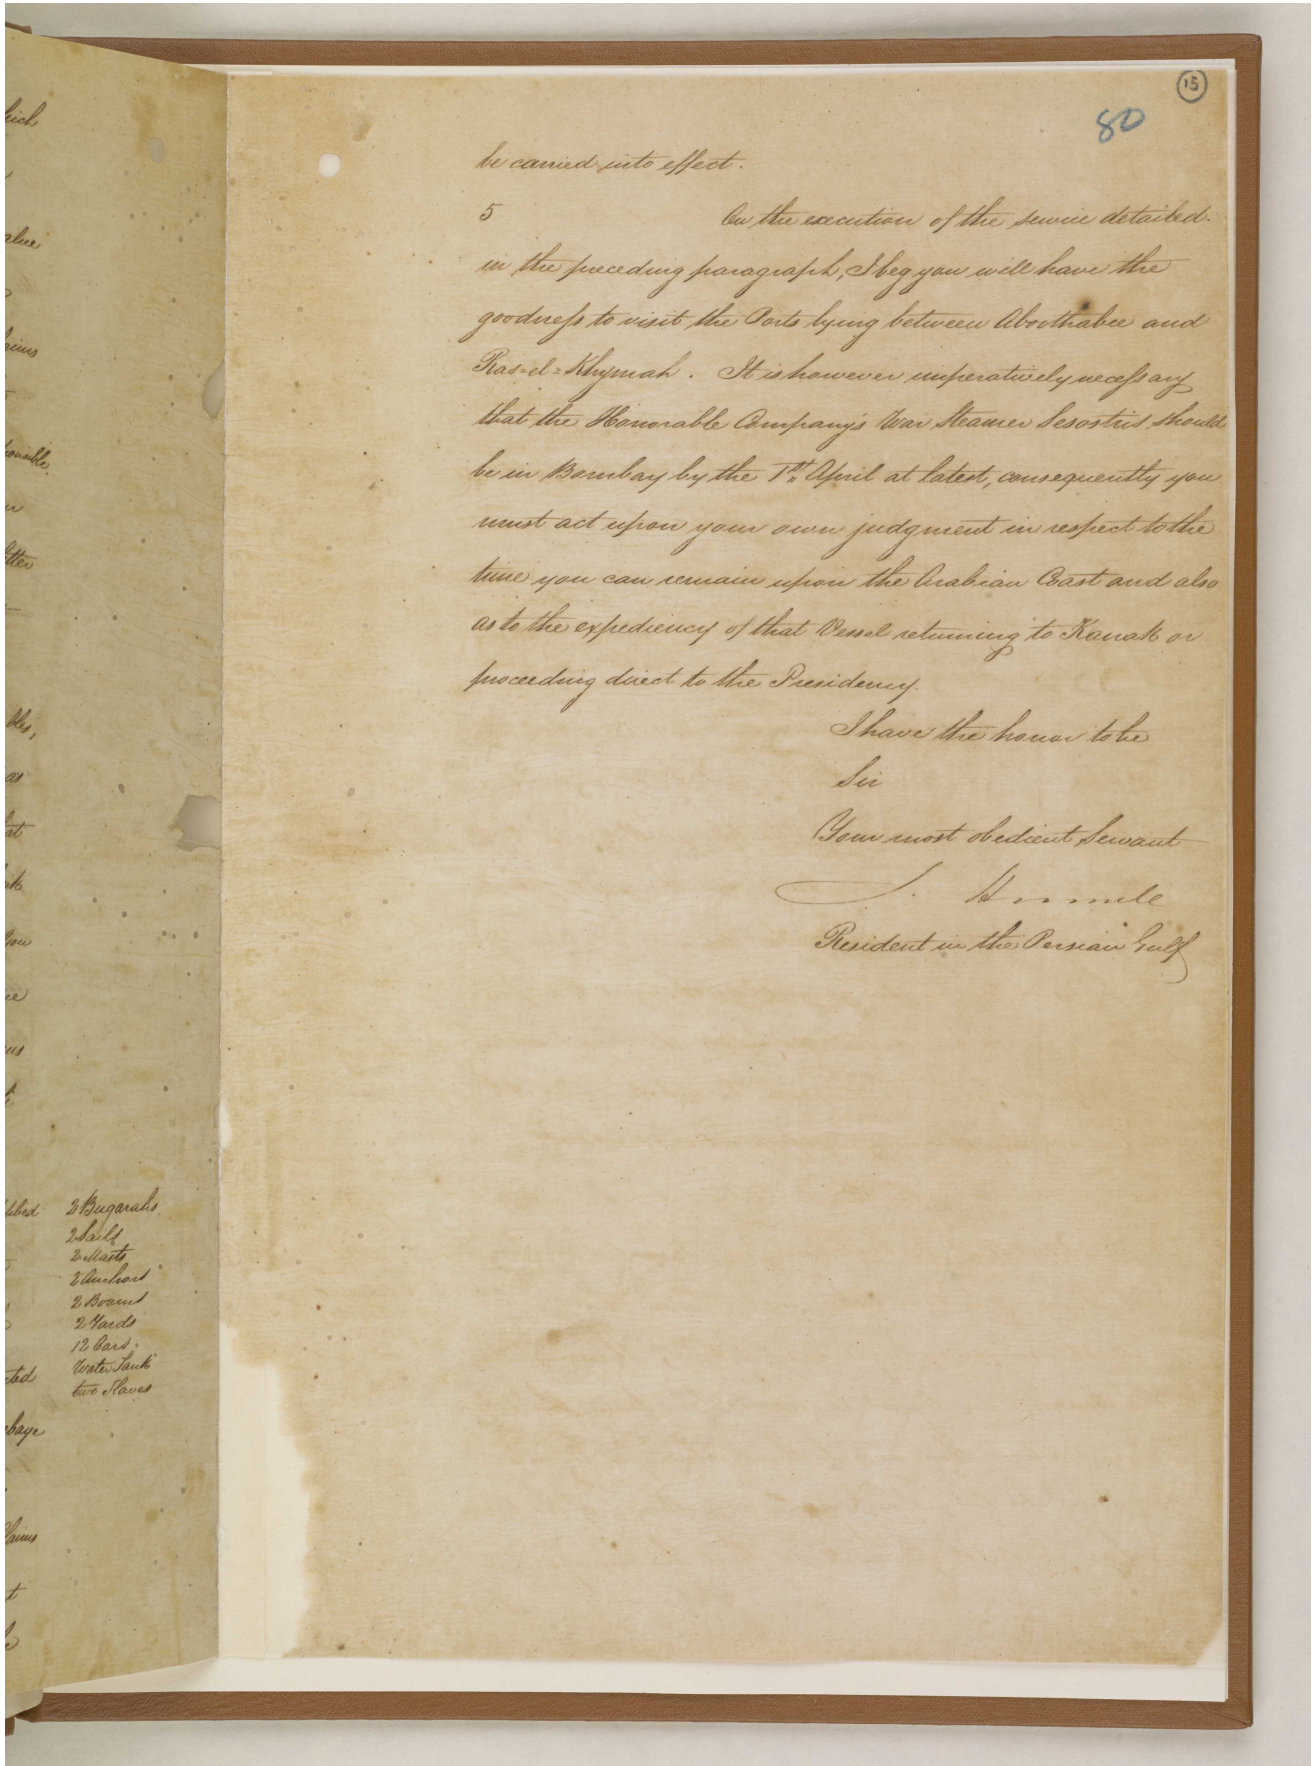 15
80
be carried into effect.
5 On the execution of the service detailed
in the preceding paragraph, I beg you will have the
goodness to visit the Ports lying between Aboothabee and
Ras-el-Khymah. It is however imperatively necessary
that the Honorable Company's War Steamer Sesostris should
be in Bombay by the 1st April at latest, consequently you
must act upon your own judgment in respect to the
time you can remain upon the Arabian Coast and also
as to the expediency of that Vessel returning to Karrak or
proceeding direct to the Presidency.
I have the honor to be
Sir
Your most obedient Servant
S. Hennell
Resident in the Persian Gulf
2 Bugarahs
2 Sails
2 Masts
2 Anchors
2 Booms
2 Yards
12 Oars
Water Tank
two Slaves